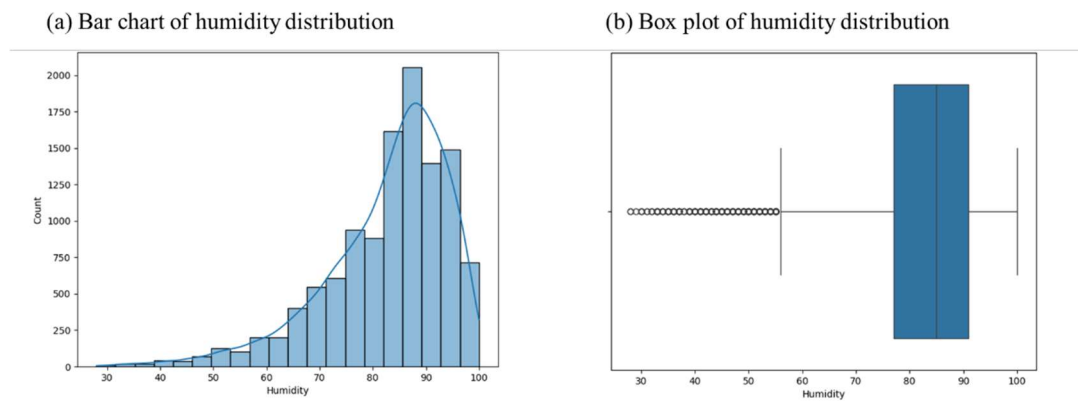 (a) Bar chart of humidity distribution
(b) Box plot of humidity distribution
2000
1750
1500
1250
1000
750
500
250
0
Count
30 40 50 60 70 80 90 100
Humidity
30 40 50 60 70 80 90 100
Humidity